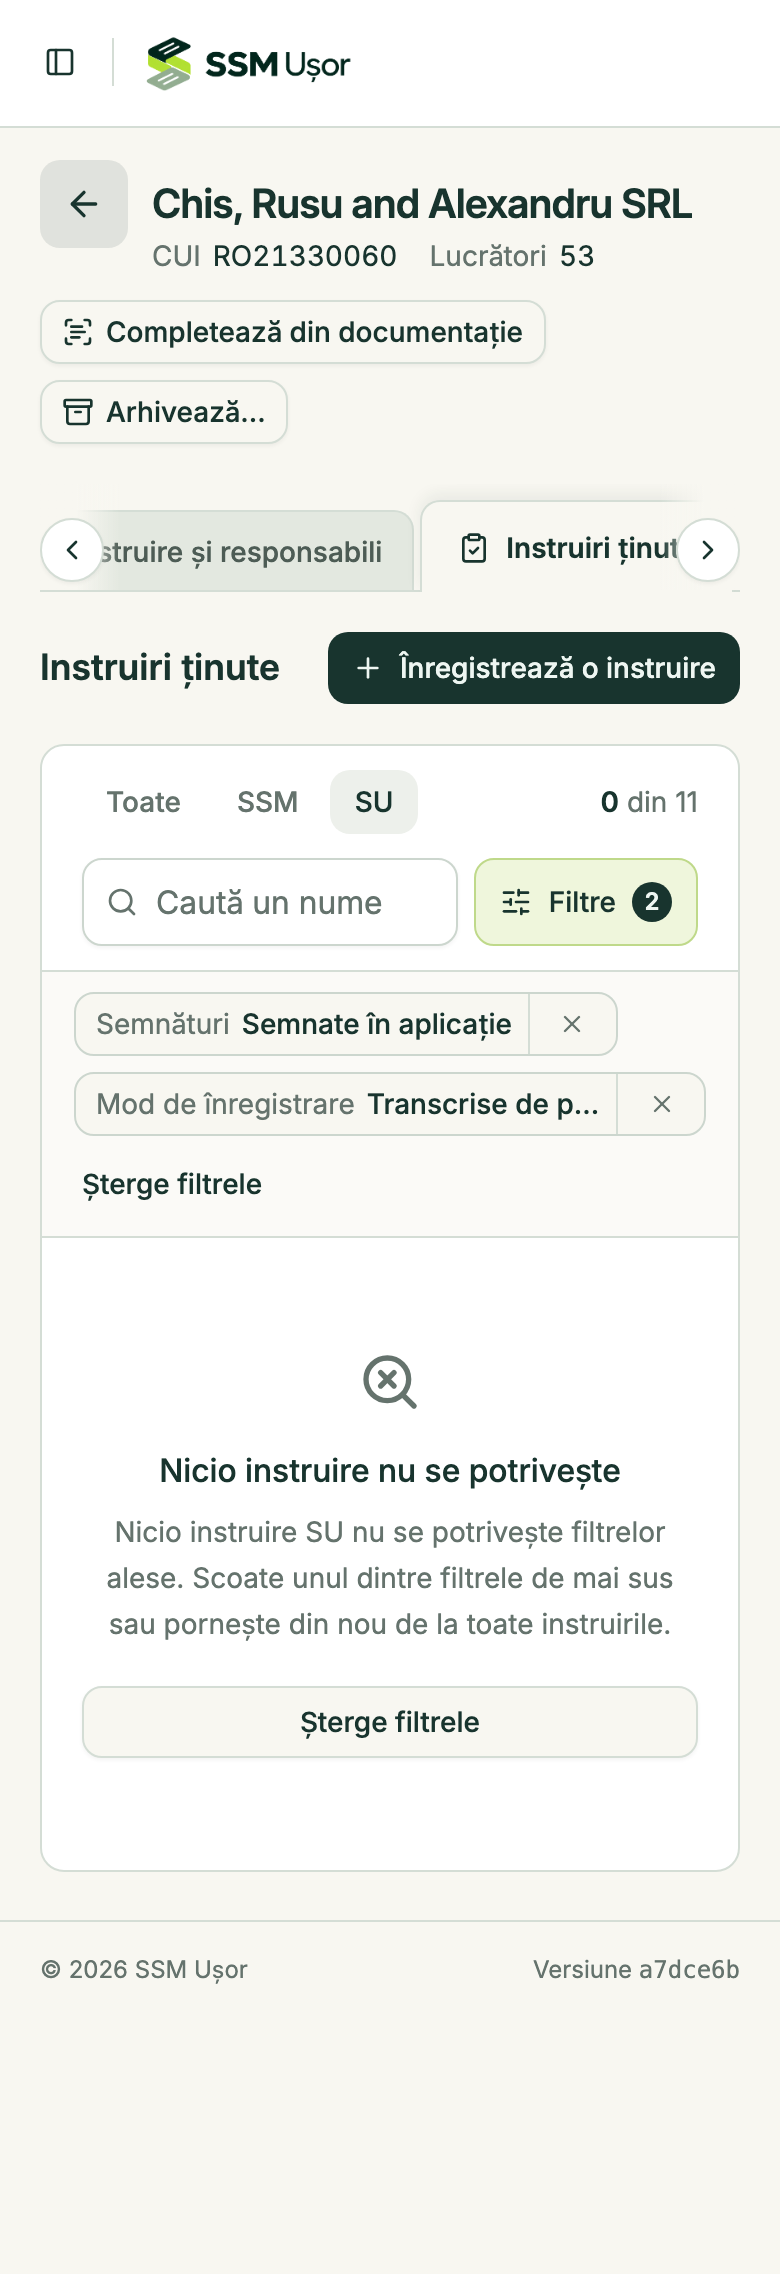 SSM Ușor
Chis, Rusu and Alexandru SRL
CUI RO21330060 Lucrători 53
Completează din documentație
Arhivează...
struire și responsabili
Instruiri ținut
Instruiri ținute
Înregistrează o instruire
Toate SSM SU 0 din 11
Caută un nume
Filtre 2
Semnături Semnate în aplicație
Mod de înregistrare Transcrise de p...
Șterge filtrele
Nicio instruire nu se potrivește
Nicio instruire SU nu se potrivește filtrelor
alese. Scoate unul dintre filtrele de mai sus
sau pornește din nou de la toate instruirile.
Șterge filtrele
© 2026 SSM Ușor
Versiune a7dce6b